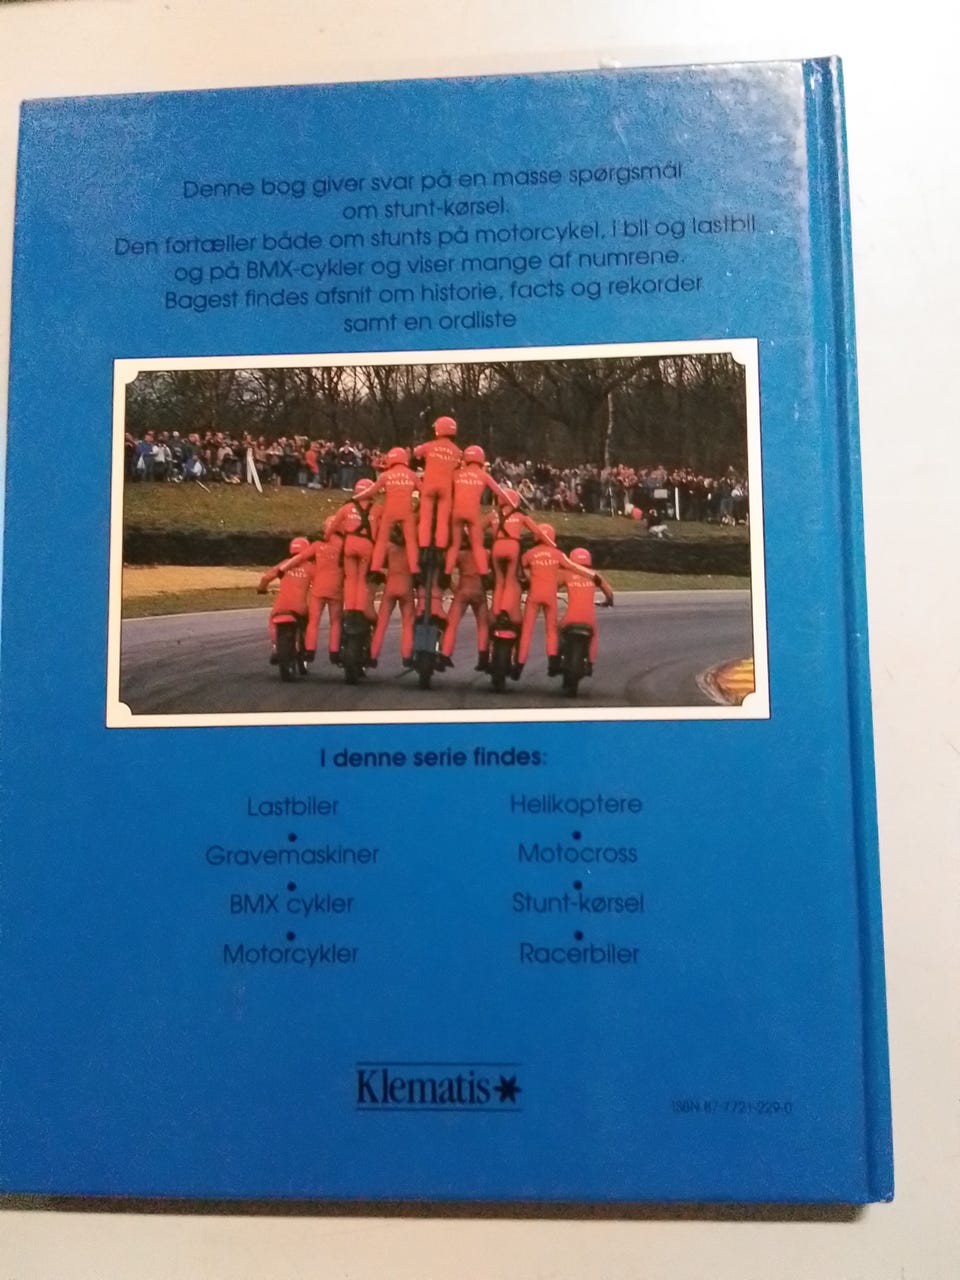 Denne bog giver svar på en masse spørgsmål
om stunt-kørsel.
Den fortæller både om stunts på motorcykel, i bil og lastbil
og på BMX-cykler og viser mange af numrene.
Bagest findes afsnit om historie, facts og rekorder
samt en ordliste
I denne serie findes:
Lastbiler
Gravemaskiner
BMX cykler
Motorcykler
Helikoptere
Motocross
Stunt-kørsel
Racerbiler
Klematis
ISBN 87-7721-229-0